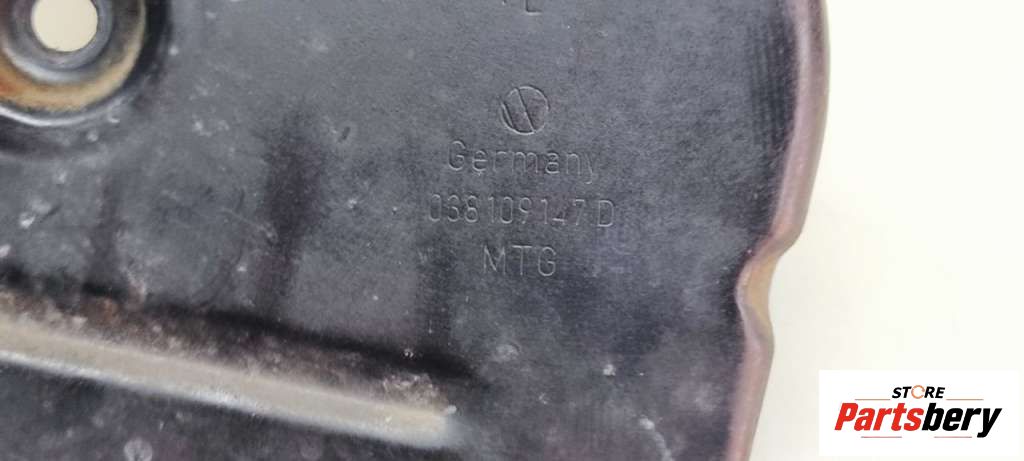 Germany
038109147D
MTG
STORE
Partsbery